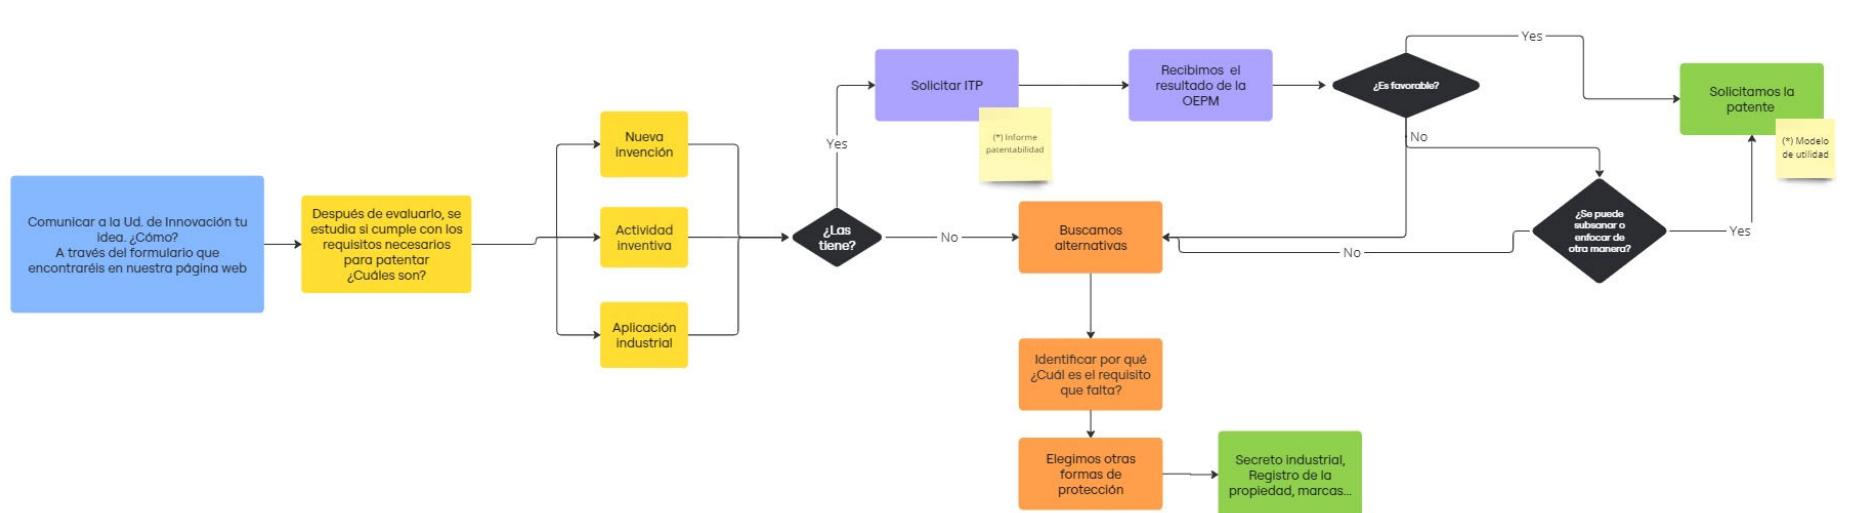 Comunicar a la Ud. de Innovación tu
idea. ¿Cómo?
A través del formulario que
encontraréis en nuestra página web
Después de evaluarlo, se
estudia si cumple con los
requisitos necesarios
para patentar
¿Cuáles son?
Nueva
invención
Actividad
inventiva
Aplicación
industrial
¿Las
tiene?
Yes
No
Solicitar ITP
(*) Informe
patentabilidad
Recibimos el
resultado de la
OEPM
¿Es favorable?
Yes
No
Solicitamos la
patente
(*) Modelo
de utilidad
¿Se puede
subsanar o
enfocar de
otra manera?
Yes
No
Buscamos
alternativas
Identificar por qué
¿Cuál es el requisito
que falta?
Elegimos otras
formas de
protección
Secreto industrial,
Registro de la
propiedad, marcas...